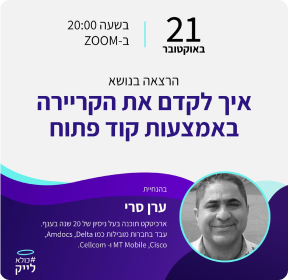 21
באוקטובר
בשעה 20:00
ב-ZOOM
הרצאה בנושא
איך לקדם את הקריירה
באמצעות קוד פתוח
בהנחיית
ערן סרי
ארכיטקט תוכנה בעל ניסיון של 20 שנה בענף.
עבד בחברות מובילות כמו Amdocs ,Delta,
MT Mobile ,Cisco ו- Cellcom.
#כולא
לייק